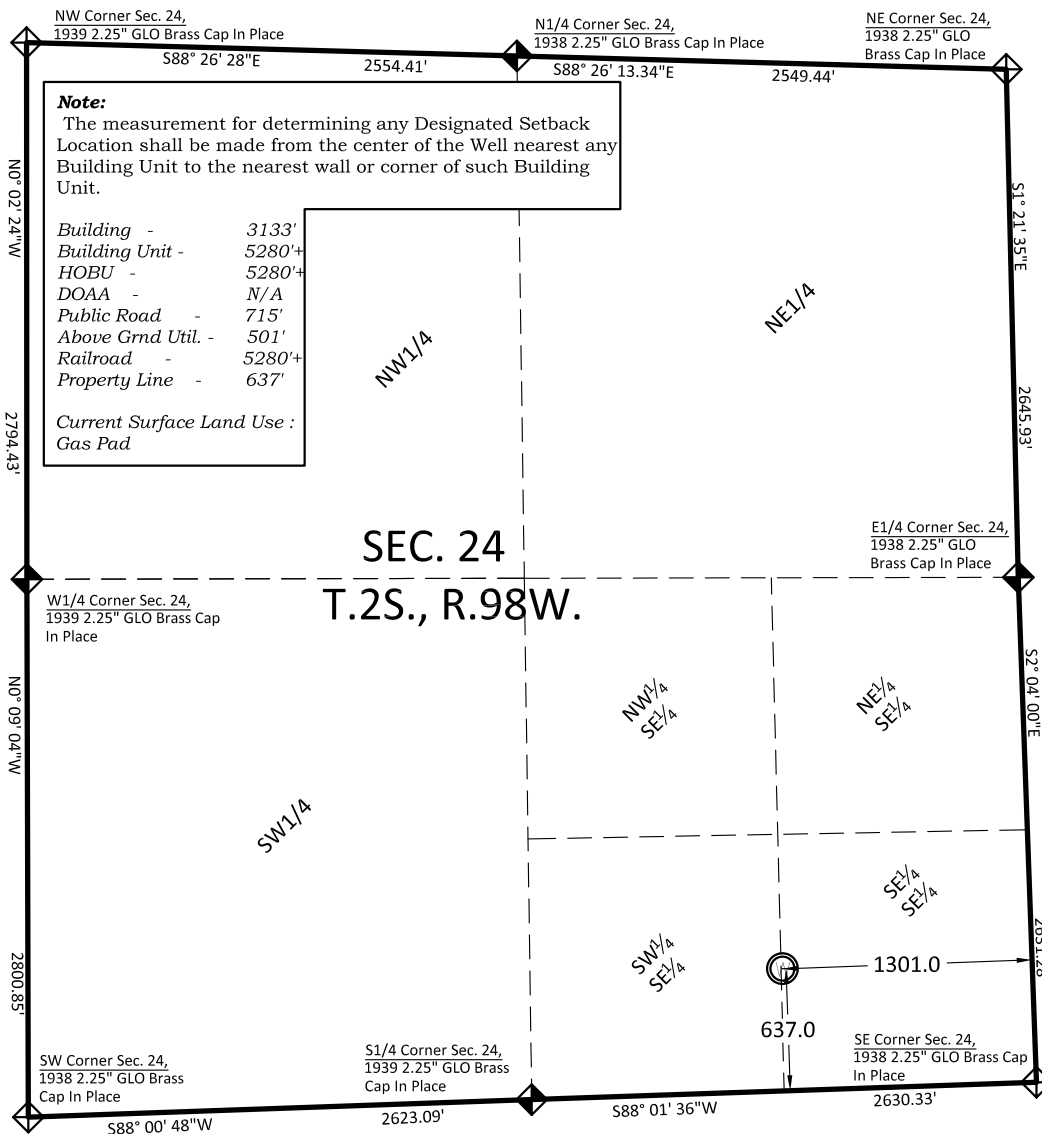 NW Corner Sec. 24,
1939 2.25" GLO Brass Cap In Place
N1/4 Corner Sec. 24,
1938 2.25" GLO Brass Cap In Place
NE Corner Sec. 24,
1938 2.25" GLO
Brass Cap In Place
S88° 26' 28"E
2554.41'
S88° 26' 13.34"E
2549.44'
Note:
The measurement for determining any Designated Setback
Location shall be made from the center of the Well nearest any
Building Unit to the nearest wall or corner of such Building
Unit.
Building - 3133'
Building Unit - 5280'+
HOBU - 5280'+
DOAA - N/A
Public Road - 715'
Above Grnd Util. - 501'
Railroad - 5280'+
Property Line - 637'
Current Surface Land Use :
Gas Pad
N0° 02' 24"W
2794.43'
S1° 21' 35"E
2645.93'
NW1/4
NE1/4
SEC. 24
T.2S., R.98W.
E1/4 Corner Sec. 24,
1938 2.25" GLO
Brass Cap In Place
W1/4 Corner Sec. 24,
1939 2.25" GLO Brass Cap
In Place
N0° 09' 04"W
2800.85'
S2° 04' 00"E
NW1/4
SE1/4
NE1/4
SE1/4
SW1/4
SE1/4
SE1/4
SW1/4
SE1/4
1301.0
637.0
SW Corner Sec. 24,
1938 2.25" GLO Brass
Cap In Place
S1/4 Corner Sec. 24,
1939 2.25" GLO Brass
Cap In Place
SE Corner Sec. 24,
1938 2.25" GLO Brass Cap
In Place
S88° 00' 48"W
2623.09'
S88° 01' 36"W
2630.33'